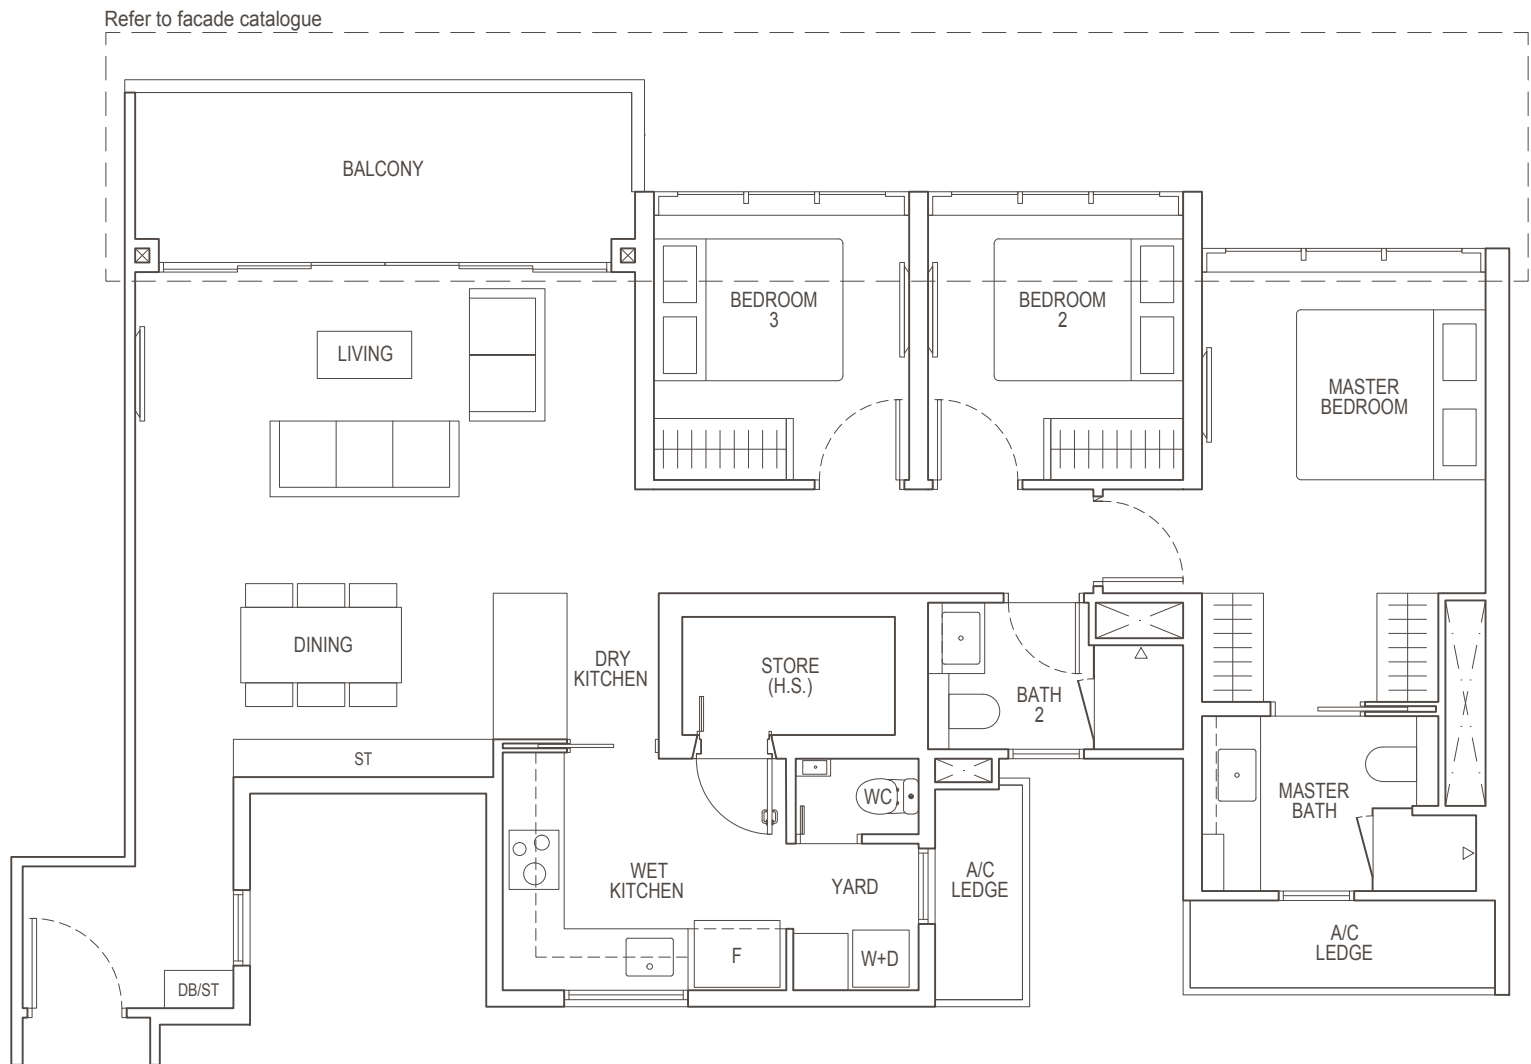 Refer to facade catalogue
BALCONY
BEDROOM
3
BEDROOM
2
LIVING
MASTER
BEDROOM
DINING
DRY
KITCHEN
STORE
(H.S.)
BATH
2
ST
WC
MASTER
BATH
WET
KITCHEN
YARD
A/C
LEDGE
F
W+D
A/C
LEDGE
DB/ST